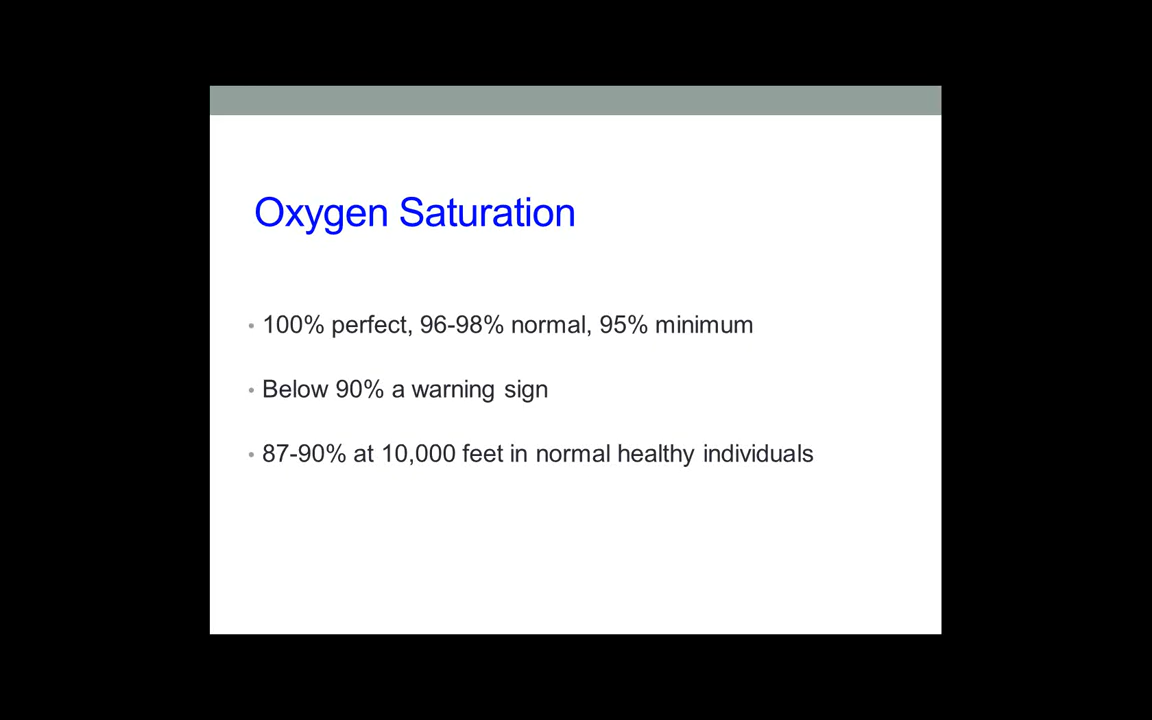 Oxygen Saturation
• 100% perfect, 96-98% normal, 95% minimum
• Below 90% a warning sign
• 87-90% at 10,000 feet in normal healthy individuals